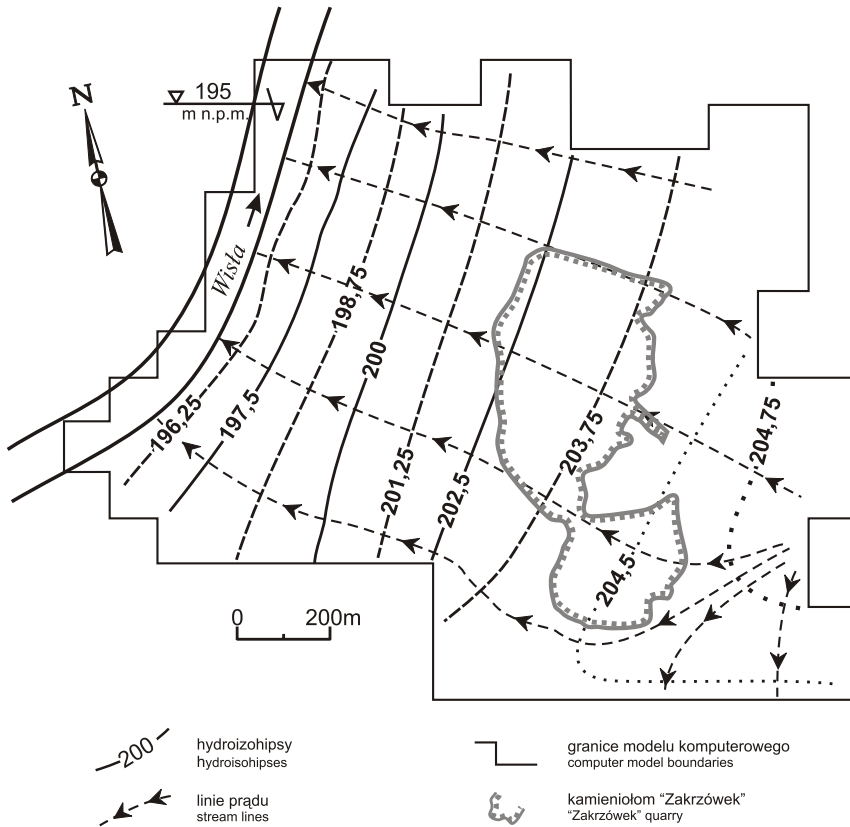 N
195
m n.p.m.
Wisła
196,25
197,5
198,75
200
201,25
202,5
203,75
204,5
204,75
0 200m
200
hydroizohipsy
hydroisohipses
linie prądu
stream lines
granice modelu komputerowego
computer model boundaries
kamieniołom “Zakrzówek”
“Zakrzówek” quarry